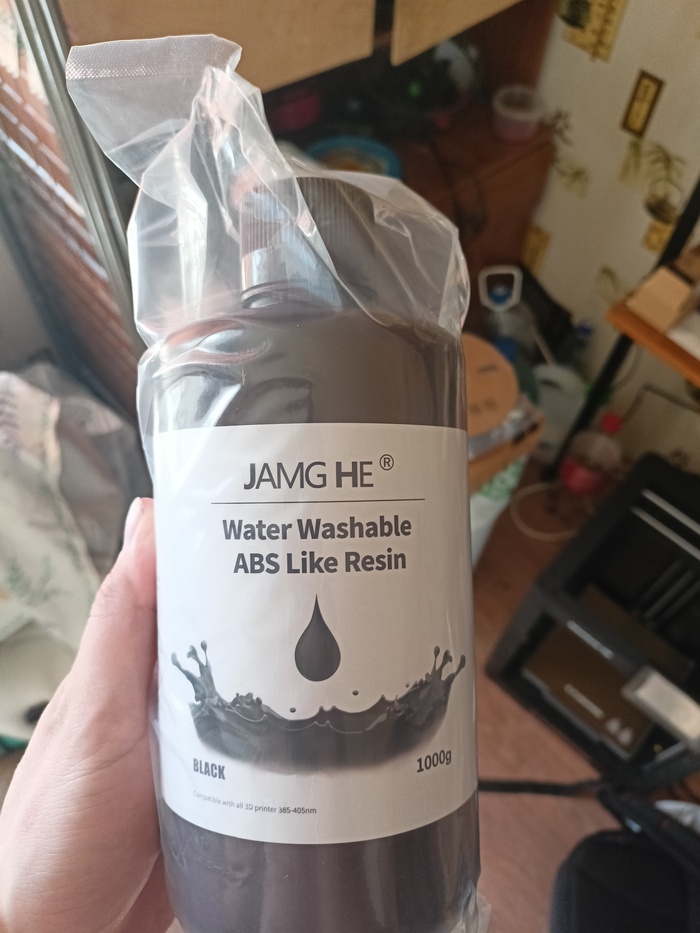 JAMG HE ®
Water Washable
ABS Like Resin
BLACK
1000g
Compatible with all 3D printer 385-405nm